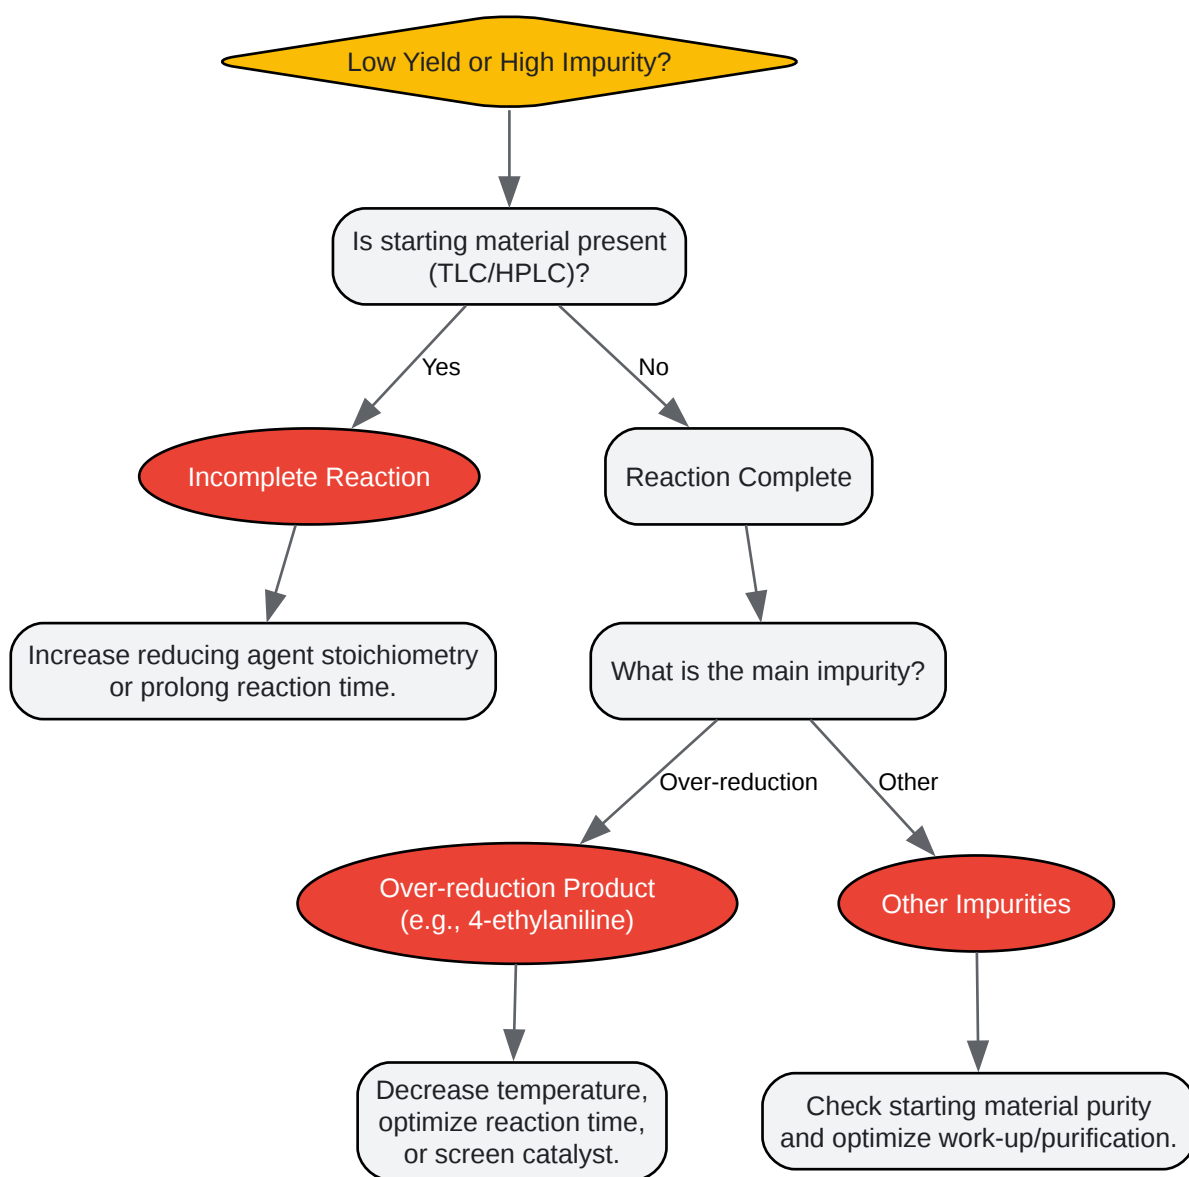 Low Yield or High Impurity?
Is starting material present
(TLC/HPLC)?
Yes
No
Incomplete Reaction
Reaction Complete
Increase reducing agent stoichiometry
or prolong reaction time.
What is the main impurity?
Over-reduction
Other
Over-reduction Product
(e.g., 4-ethylaniline)
Other Impurities
Decrease temperature,
optimize reaction time,
or screen catalyst.
Check starting material purity
and optimize work-up/purification.